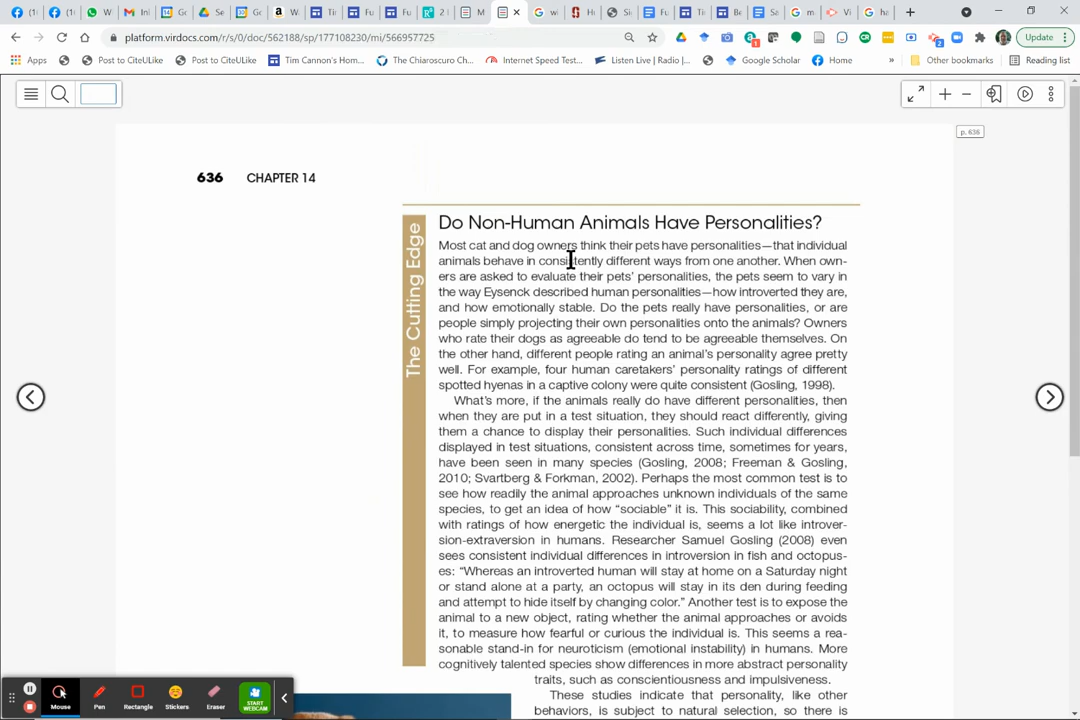 Mini
Go
Se
W
Tir
Fu
Fu
2
M
wi
Ho
Sic
Fu
Tir
Be
Sa
m
Vi
ha
platform.virdocs.com/r/s/0/doc/562188/sp/177108230/mi/566957725
Update
Apps
Post to CiteULike
Post to CiteULike
Tim Cannon's Hom...
The Chiaroscuro Ch...
Internet Speed Test...
Listen Live | Radio |...
Google Scholar
Home
»
Other bookmarks
Reading list
p. 636
636 CHAPTER 14
The Cutting Edge
Do Non-Human Animals Have Personalities?
Most cat and dog owners think their pets have personalities—that individual
animals behave in consistently different ways from one another. When own-
ers are asked to evaluate their pets' personalities, the pets seem to vary in
the way Eysenck described human personalities—how introverted they are,
and how emotionally stable. Do the pets really have personalities, or are
people simply projecting their own personalities onto the animals? Owners
who rate their dogs as agreeable do tend to be agreeable themselves. On
the other hand, different people rating an animal's personality agree pretty
well. For example, four human caretakers' personality ratings of different
spotted hyenas in a captive colony were quite consistent (Gosling, 1998).
What's more, if the animals really do have different personalities, then
when they are put in a test situation, they should react differently, giving
them a chance to display their personalities. Such individual differences
displayed in test situations, consistent across time, sometimes for years,
have been seen in many species (Gosling, 2008; Freeman & Gosling,
2010; Svartberg & Forkman, 2002). Perhaps the most common test is to
see how readily the animal approaches unknown individuals of the same
species, to get an idea of how "sociable" it is. This sociability, combined
with ratings of how energetic the individual is, seems a lot like introver-
sion-extraversion in humans. Researcher Samuel Gosling (2008) even
sees consistent individual differences in introversion in fish and octopus-
es: "Whereas an introverted human will stay at home on a Saturday night
or stand alone at a party, an octopus will stay in its den during feeding
and attempt to hide itself by changing color." Another test is to expose the
animal to a new object, rating whether the animal approaches or avoids
it, to measure how fearful or curious the individual is. This seems a rea-
sonable stand-in for neuroticism (emotional instability) in humans. More
cognitively talented species show differences in more abstract personality
traits, such as conscientiousness and impulsiveness.
These studies indicate that personality, like other
behaviors, is subject to natural selection, so there is
Mouse
Pen
Rectangle
Stickers
Eraser
START
WEBCAM